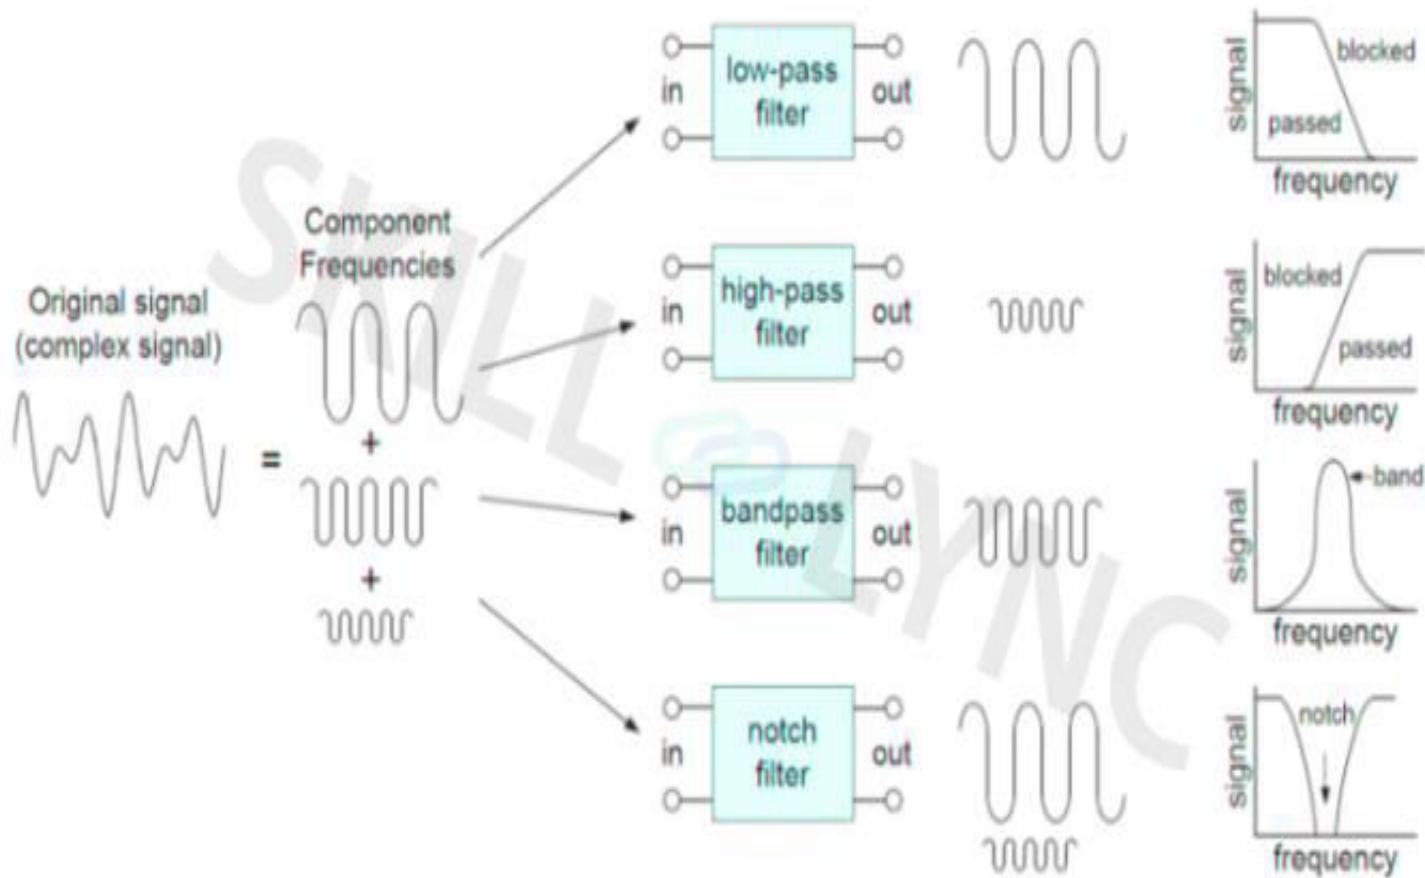 Original signal
(complex signal)
=
Component
Frequencies
+
+
in
low-pass
filter
out
signal
blocked
passed
frequency
in
high-pass
filter
out
signal
blocked
passed
frequency
in
bandpass
filter
out
signal
band
frequency
in
notch
filter
out
signal
notch
frequency
SKILL LYNC